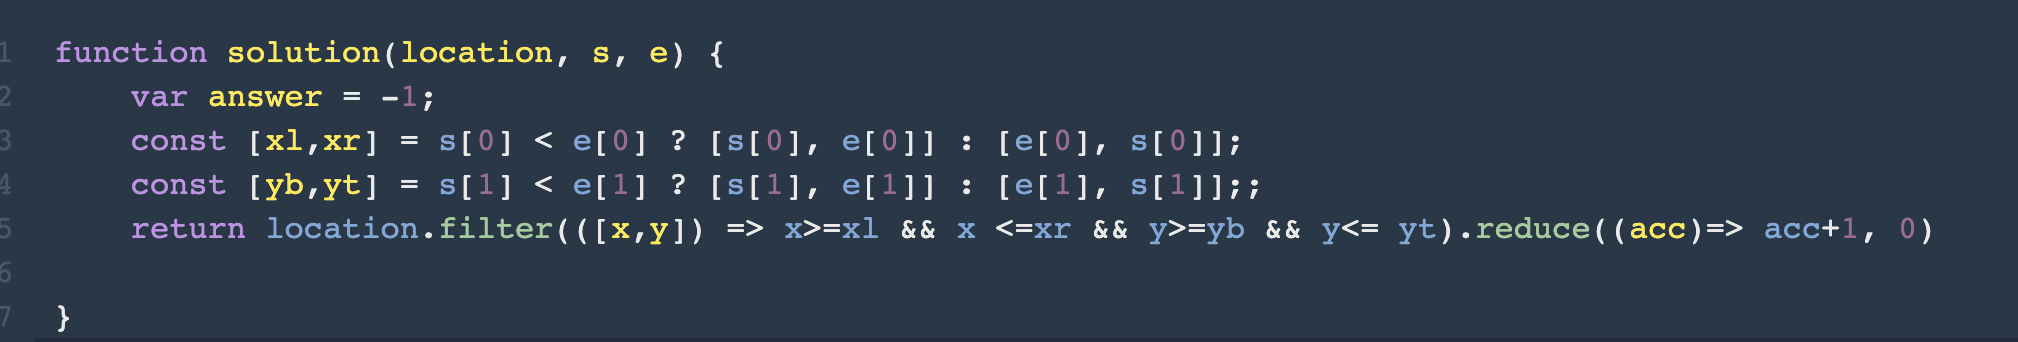 1 function solution(location, s, e) {
2 var answer = -1;
3 const [xl,xr] = s[0] < e[0] ? [s[0], e[0]] : [e[0], s[0]];
4 const [yb,yt] = s[1] < e[1] ? [s[1], e[1]] : [e[1], s[1]];;
5 return location.filter(([x,y]) => x>=xl && x <=xr && y>=yb && y<= yt).reduce((acc)=> acc+1, 0)
6
7 }